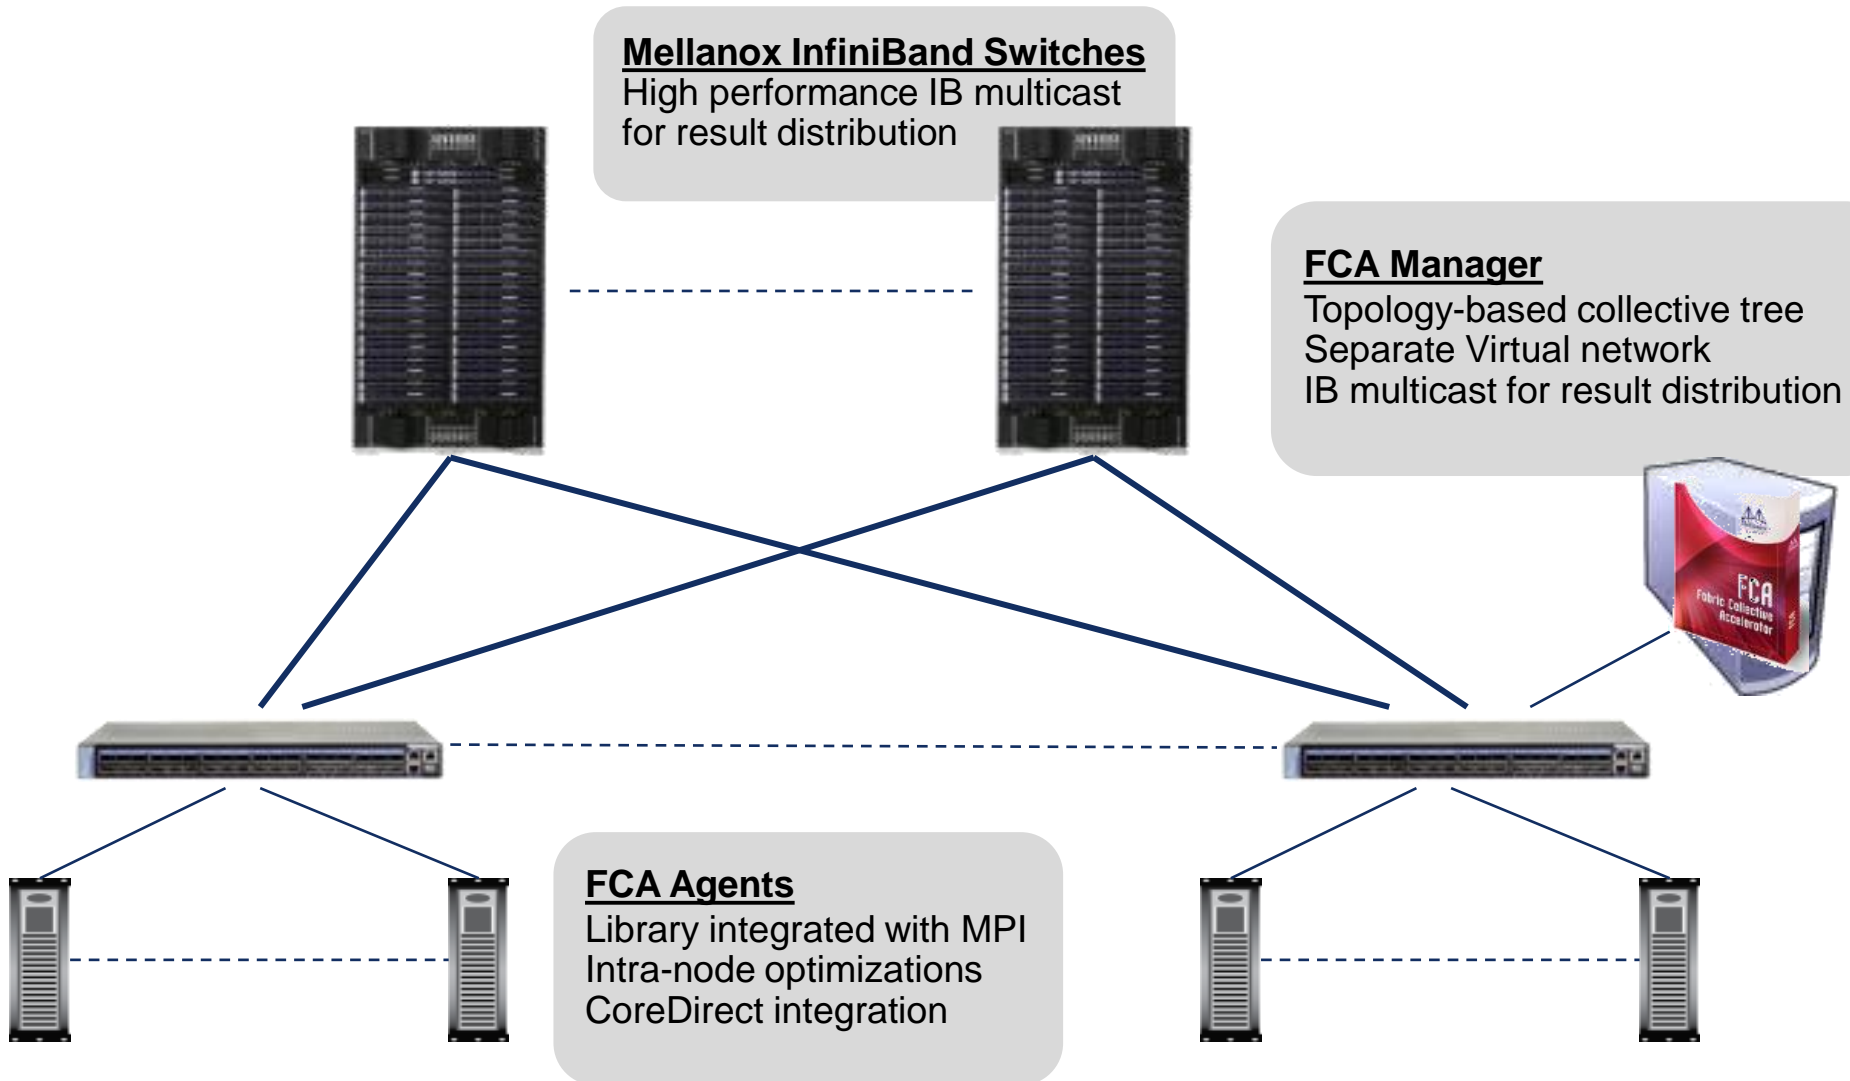 Mellanox InfiniBand Switches
High performance IB multicast
for result distribution
FCA Manager
Topology-based collective tree
Separate Virtual network
IB multicast for result distribution
FCA
Fabric Collective
Accelerator
FCA Agents
Library integrated with MPI
Intra-node optimizations
CoreDirect integration